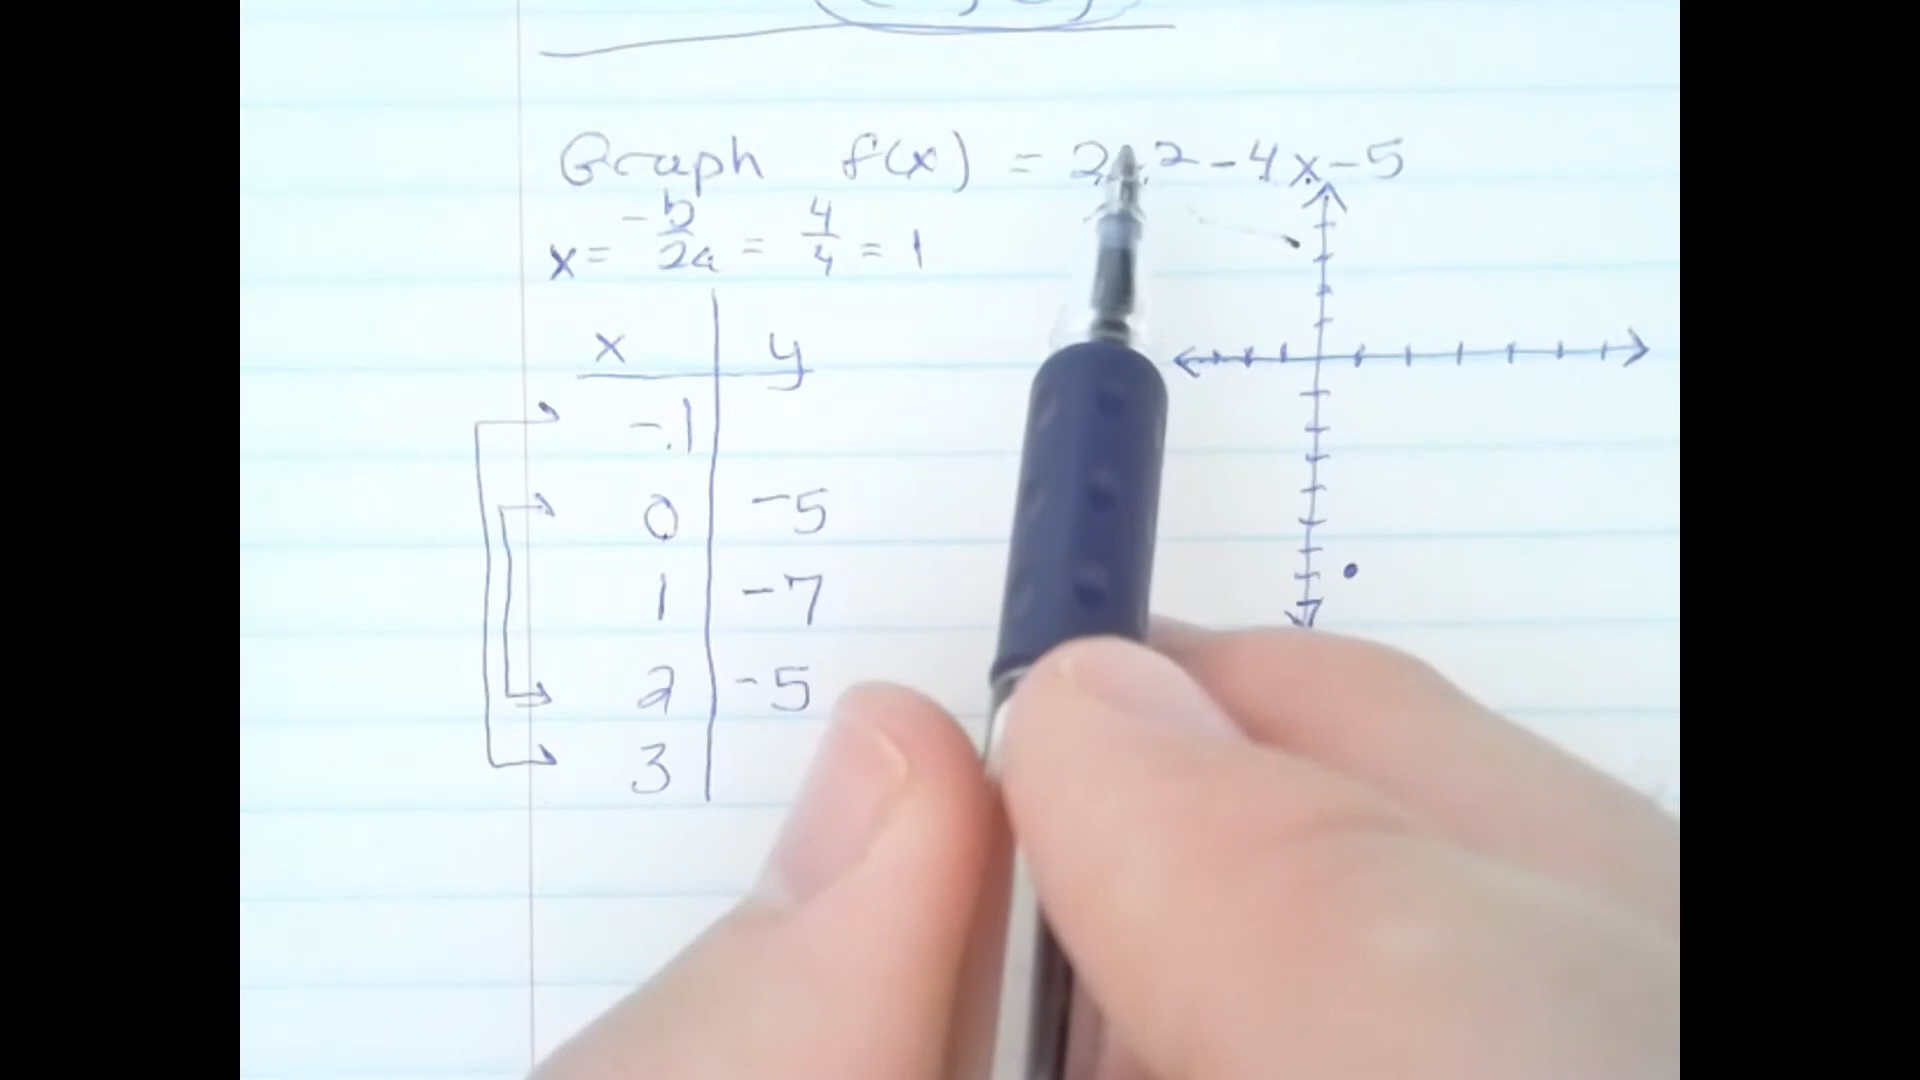 Graph f(x) = 2x² - 4x - 5
x = -b/2a = 4/4 = 1
x y
-1
0 -5
1 -7
2 -5
3